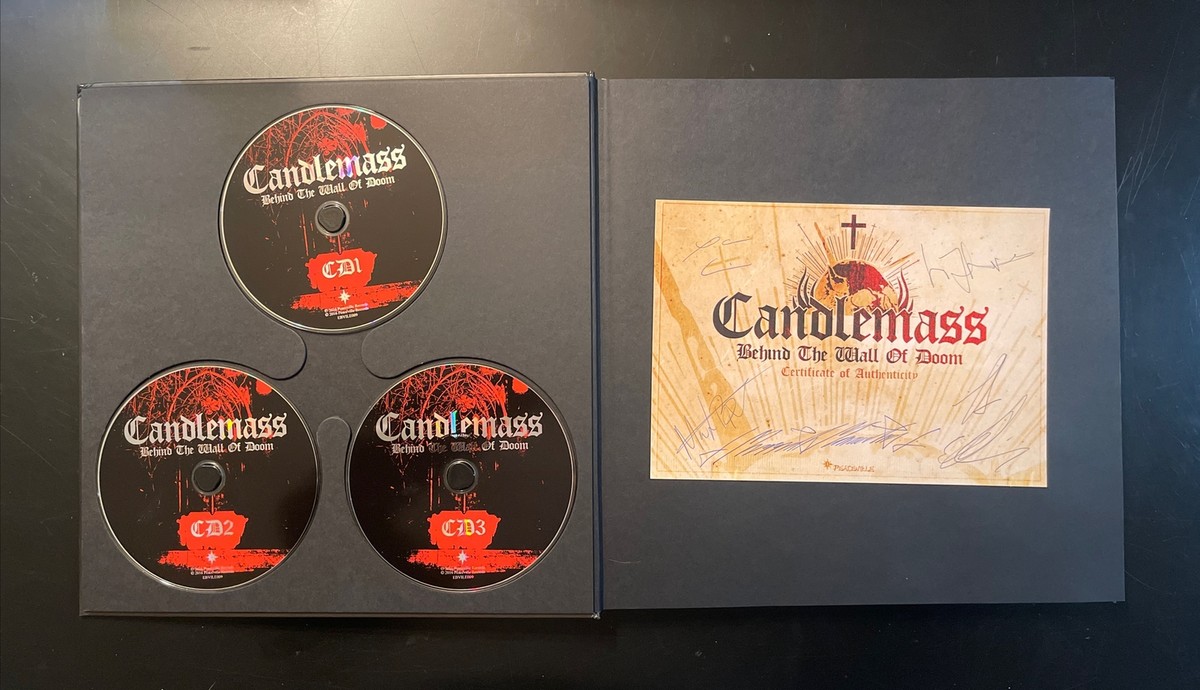 Candlemass
Behind The Wall Of Doom
CD1
Candlemass
Behind The Wall Of Doom
CD2
Candlemass
Behind The Wall Of Doom
CD3
Candlemass
Behind The Wall Of Doom
Certificate of Authenticity
PEACEVILLE